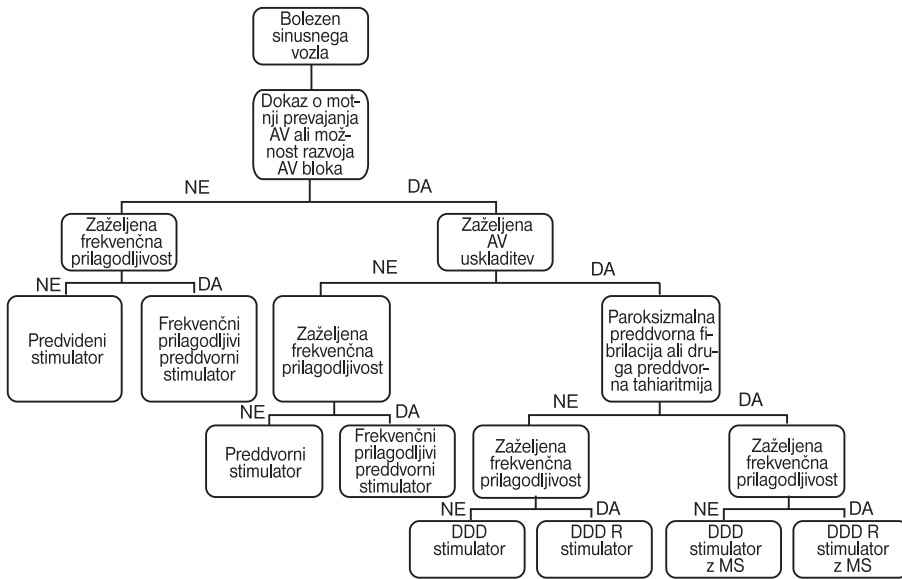 Bolezen
sinusnega
vozla
Dokaz o mot-
nji prevajanja
AV ali mož-
nost razvoja
AV bloka
NE
DA
Zaželjena
frekvenčna
prilagodljivost
Zaželjena
AV
uskladitev
NE
DA
NE
DA
Predvideni
stimulator
Frekvenčni
prilagodljivi
preddvorni
stimulator
Zaželjena
frekvenčna
prilagodljivost
Paroksizmalna
preddvorna fi-
brilacija ali dru-
ga preddvor-
na tahiaritmija
NE
DA
NE
DA
Preddvorni
stimulator
Frekvenčni
prilagodljivi
preddvorni
stimulator
Zaželjena
frekvenčna
prilagodljivost
Zaželjena
frekvenčna
prilagodljivost
NE
DA
NE
DA
DDD
stimulator
DDD R
stimulator
DDD
stimulator
z MS
DDD R
stimulator
z MS